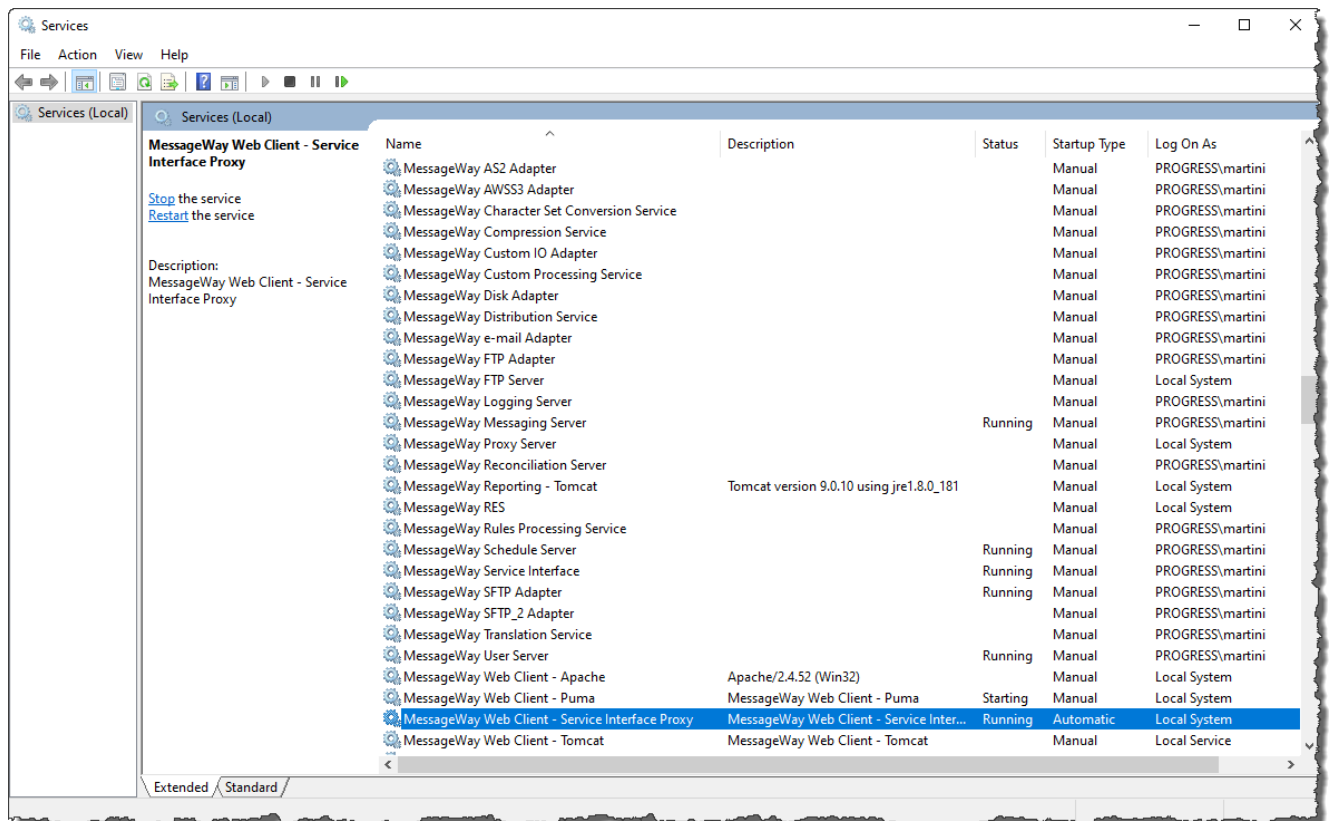 Services
File Action View Help
Services (Local)
Services (Local)
MessageWay Web Client - Service
Interface Proxy
Stop the service
Restart the service
Description:
MessageWay Web Client - Service
Interface Proxy
Name Description Status Startup Type Log On As
MessageWay AS2 Adapter Manual PROGRESS\martini
MessageWay AWSS3 Adapter Manual PROGRESS\martini
MessageWay Character Set Conversion Service Manual PROGRESS\martini
MessageWay Compression Service Manual PROGRESS\martini
MessageWay Custom IO Adapter Manual PROGRESS\martini
MessageWay Custom Processing Service Manual PROGRESS\martini
MessageWay Disk Adapter Manual PROGRESS\martini
MessageWay Distribution Service Manual PROGRESS\martini
MessageWay e-mail Adapter Manual PROGRESS\martini
MessageWay FTP Adapter Manual PROGRESS\martini
MessageWay FTP Server Manual Local System
MessageWay Logging Server Manual PROGRESS\martini
MessageWay Messaging Server Running Manual PROGRESS\martini
MessageWay Proxy Server Manual Local System
MessageWay Reconciliation Server Manual PROGRESS\martini
MessageWay Reporting - Tomcat Tomcat version 9.0.10 using jre1.8.0_181 Manual Local System
MessageWay RES Manual Local System
MessageWay Rules Processing Service Manual PROGRESS\martini
MessageWay Schedule Server Running Manual PROGRESS\martini
MessageWay Service Interface Running Manual PROGRESS\martini
MessageWay SFTP Adapter Running Manual PROGRESS\martini
MessageWay SFTP_2 Adapter Manual PROGRESS\martini
MessageWay Translation Service Manual PROGRESS\martini
MessageWay User Server Running Manual PROGRESS\martini
MessageWay Web Client - Apache Apache/2.4.52 (Win32) Manual Local System
MessageWay Web Client - Puma MessageWay Web Client - Puma Starting Manual Local System
MessageWay Web Client - Service Interface Proxy MessageWay Web Client - Service Inter... Running Automatic Local System
MessageWay Web Client - Tomcat MessageWay Web Client - Tomcat Manual Local Service
Extended Standard